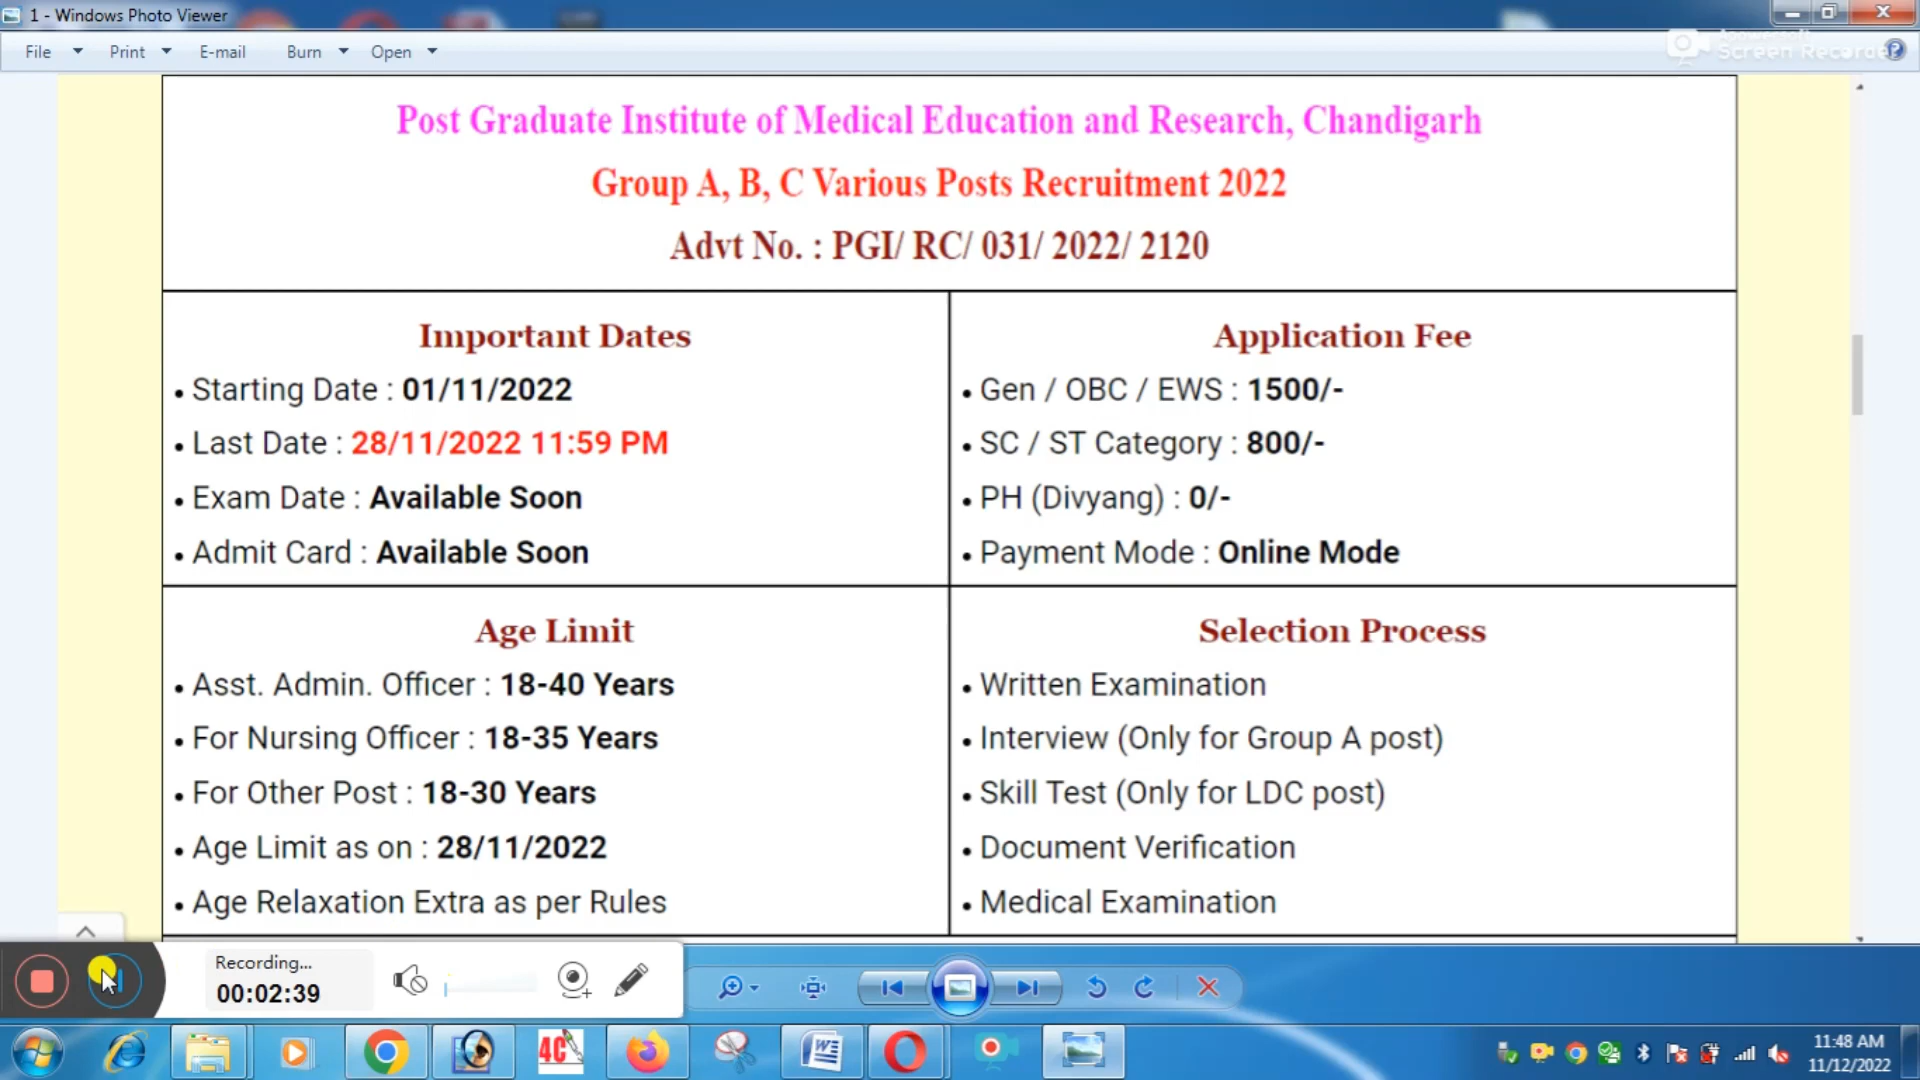 1 - Windows Photo Viewer
File Print E-mail Burn Open
Apowersoft
Screen Recorder
Post Graduate Institute of Medical Education and Research, Chandigarh
Group A, B, C Various Posts Recruitment 2022
Advt No. : PGI/ RC/ 031/ 2022/ 2120
Important Dates
• Starting Date : 01/11/2022
• Last Date : 28/11/2022 11:59 PM
• Exam Date : Available Soon
• Admit Card : Available Soon
Application Fee
• Gen / OBC / EWS : 1500/-
• SC / ST Category : 800/-
• PH (Divyang) : 0/-
• Payment Mode : Online Mode
Age Limit
• Asst. Admin. Officer : 18-40 Years
• For Nursing Officer : 18-35 Years
• For Other Post : 18-30 Years
• Age Limit as on : 28/11/2022
• Age Relaxation Extra as per Rules
Selection Process
• Written Examination
• Interview (Only for Group A post)
• Skill Test (Only for LDC post)
• Document Verification
• Medical Examination
Recording...
00:02:39
4C
W
11:48 AM
11/12/2022